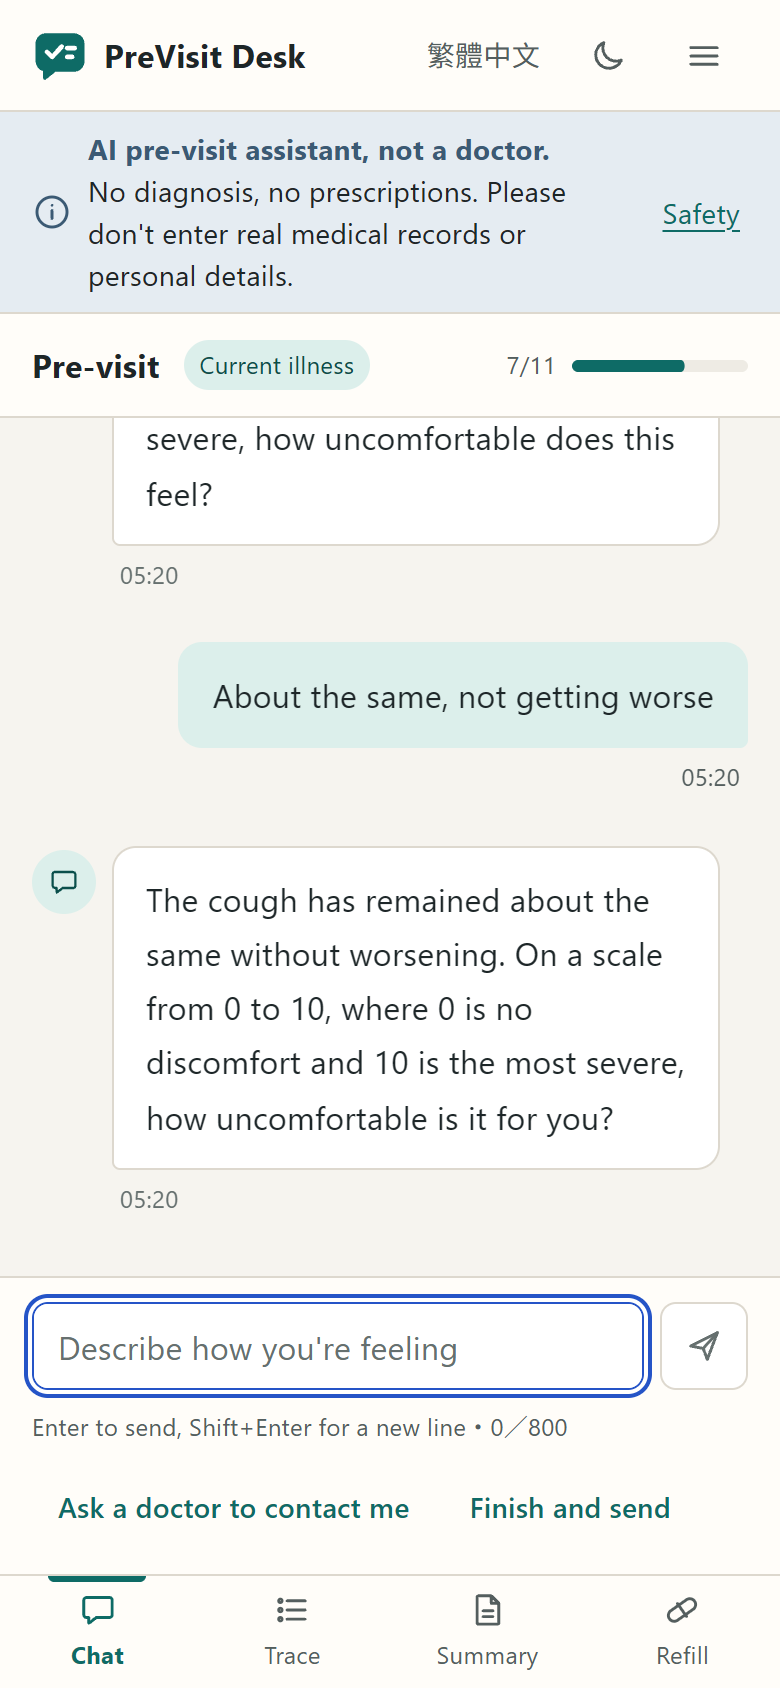 PreVisit Desk
繁體中文
AI pre-visit assistant, not a doctor.
No diagnosis, no prescriptions. Please
don't enter real medical records or
personal details.
Safety
Pre-visit
Current illness
7/11
severe, how uncomfortable does this
feel?
05:20
About the same, not getting worse
05:20
The cough has remained about the
same without worsening. On a scale
from 0 to 10, where 0 is no
discomfort and 10 is the most severe,
how uncomfortable is it for you?
05:20
Describe how you're feeling
Enter to send, Shift+Enter for a new line • 0／800
Ask a doctor to contact me
Finish and send
Chat
Trace
Summary
Refill